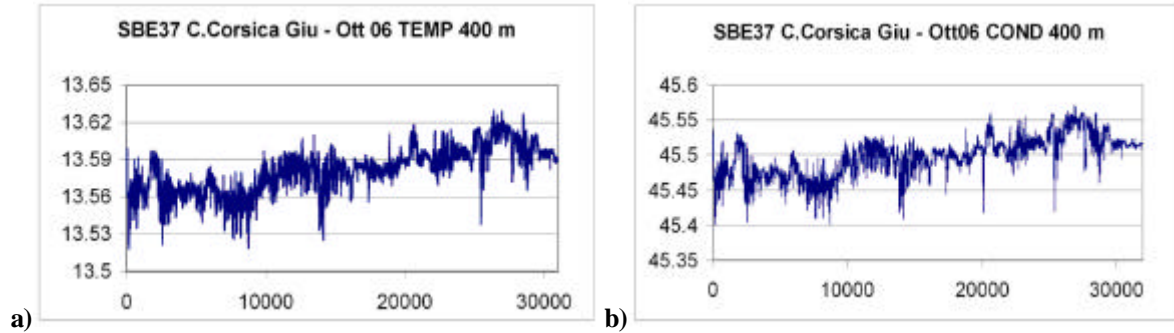 SBE37 C.Corsica Giu - Ott 06 TEMP 400 m
13.65
13.62
13.59
13.56
13.53
13.5
0 10000 20000 30000
a)
SBE37 C.Corsica Giu - Ott06 COND 400 m
45.6
45.55
45.5
45.45
45.4
45.35
0 10000 20000 30000
b)